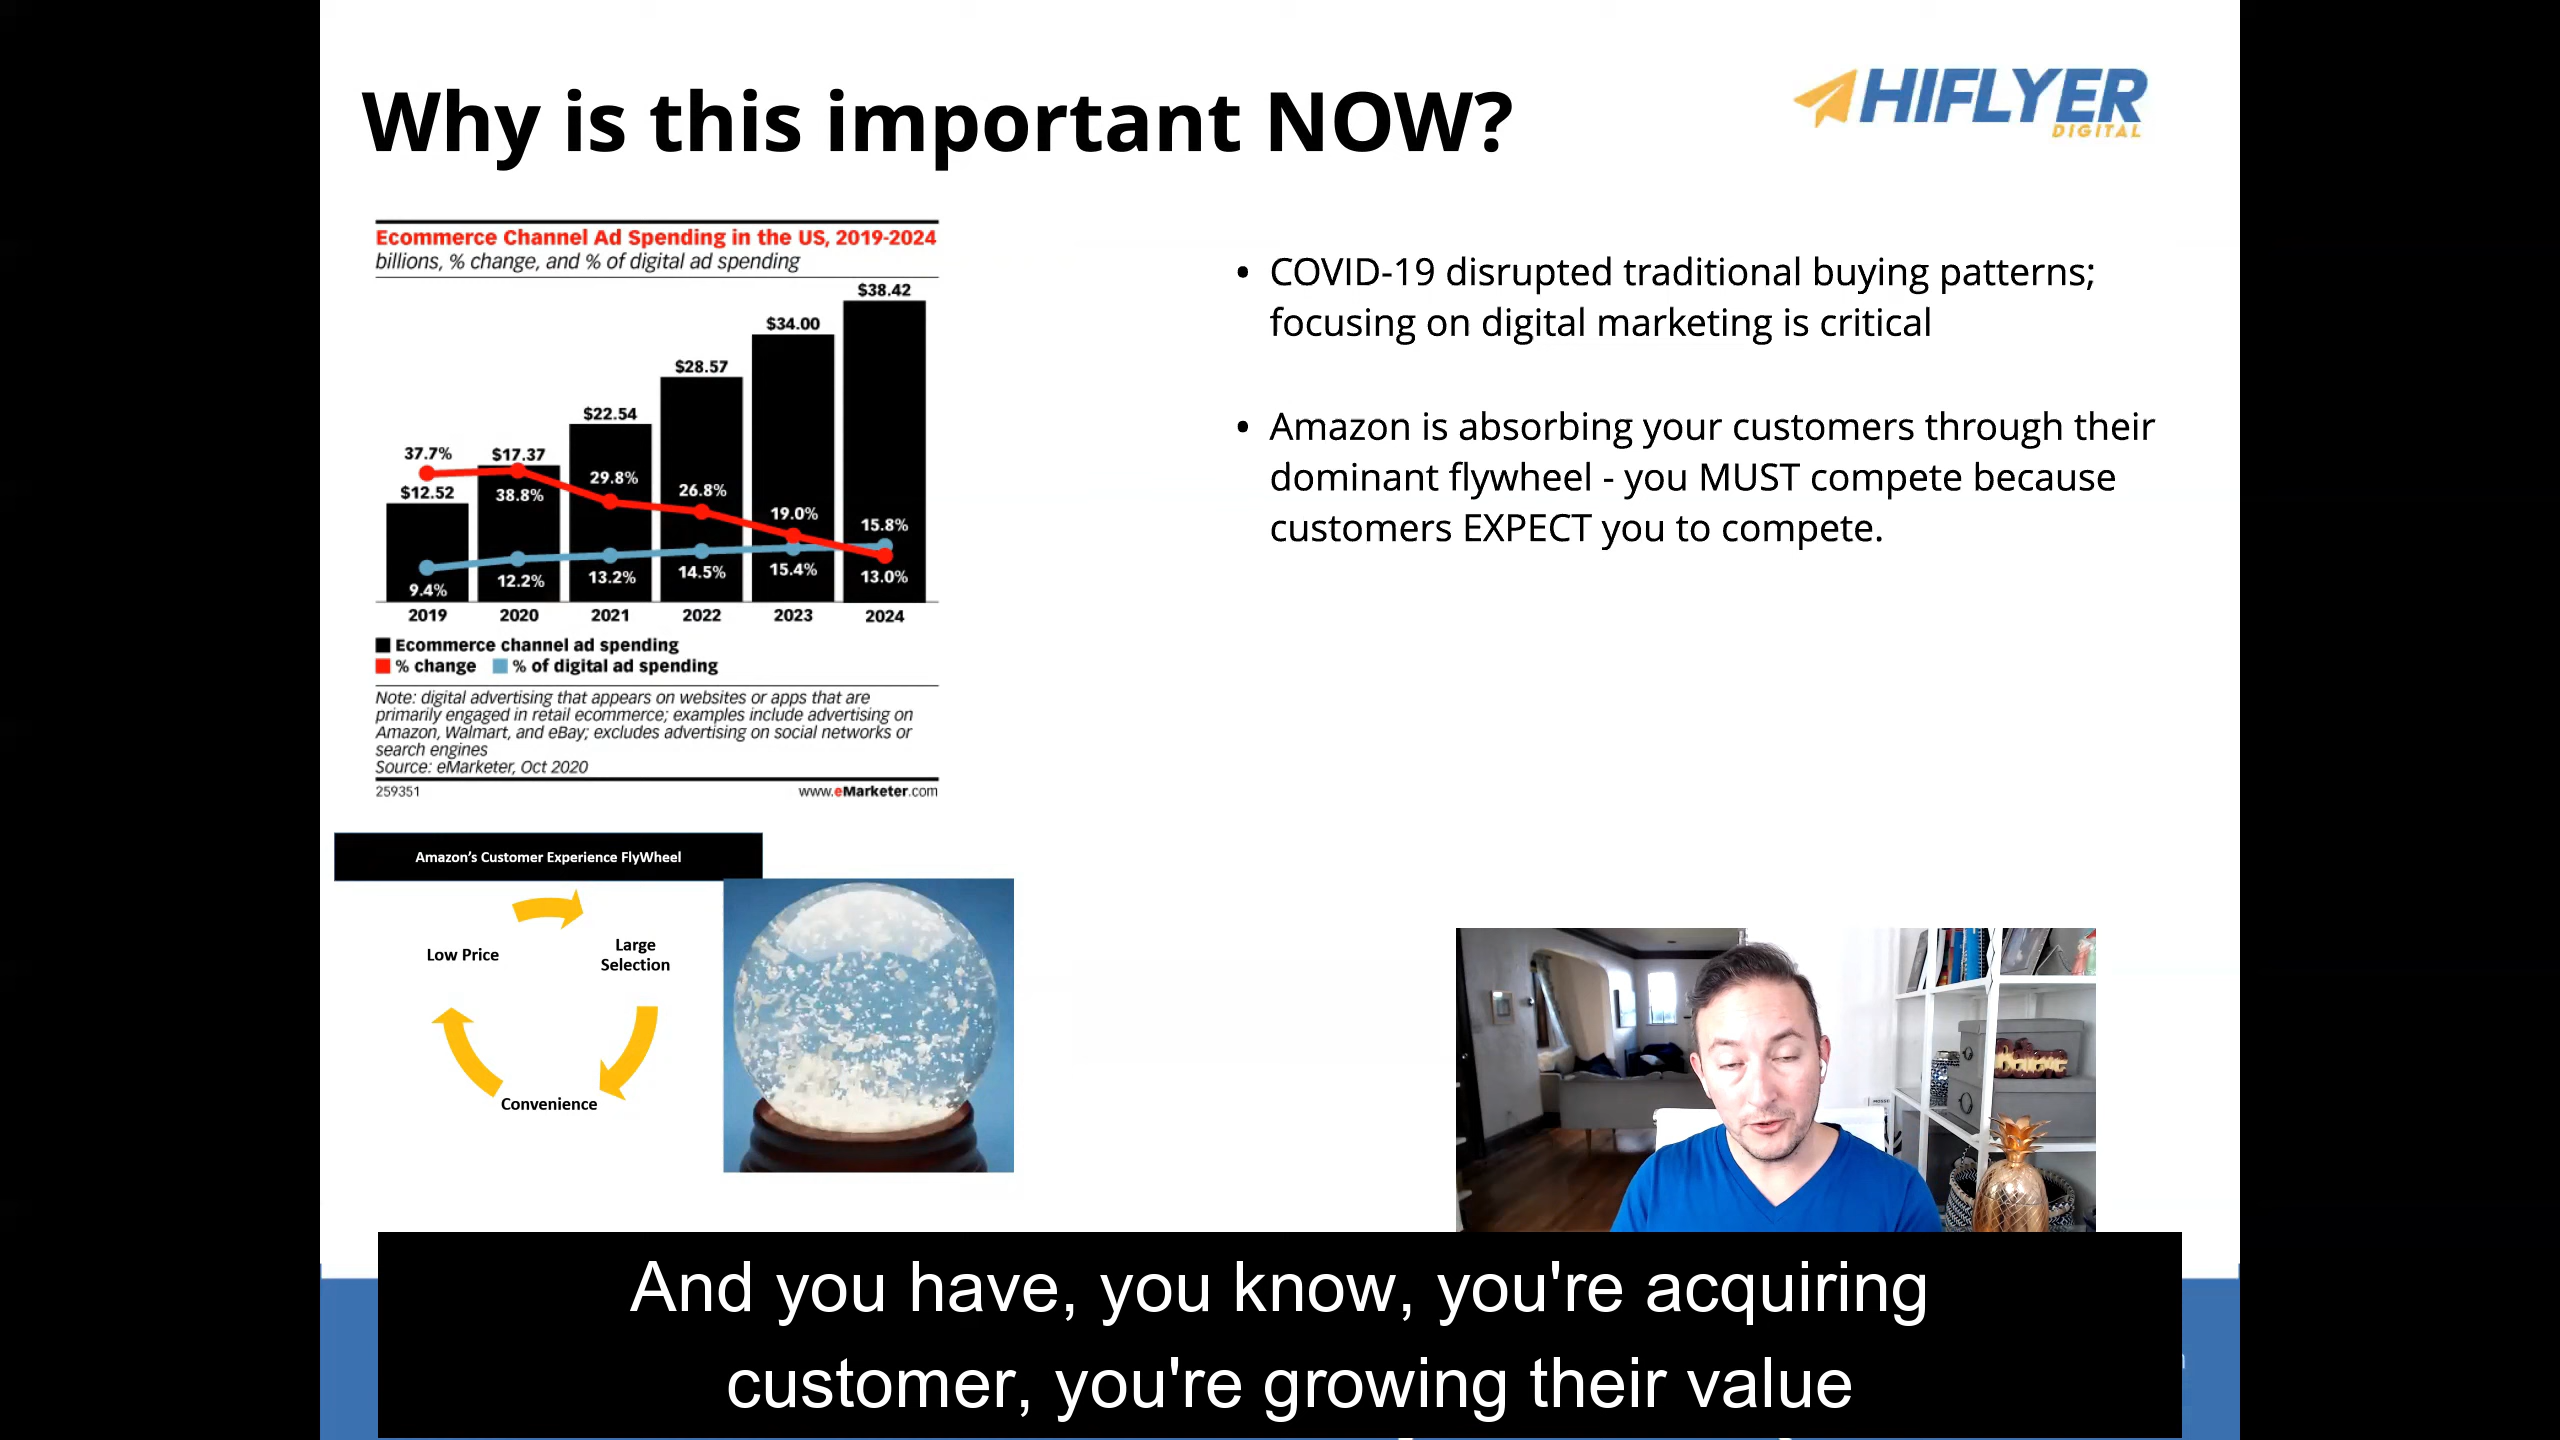 Why is this important NOW?
HIFLYER
DIGITAL
Ecommerce Channel Ad Spending in the US, 2019-2024
billions, % change, and % of digital ad spending
$38.42
$34.00
$28.57
$22.54
37.7%
$17.37
29.8%
26.8%
$12.52
38.8%
19.0%
15.8%
9.4%
12.2%
13.2%
14.5%
15.4%
13.0%
2019 2020 2021 2022 2023 2024
Ecommerce channel ad spending
% change % of digital ad spending
Note: digital advertising that appears on websites or apps that are
primarily engaged in retail ecommerce; examples include advertising on
Amazon, Walmart, and eBay; excludes advertising on social networks or
search engines
Source: eMarketer, Oct 2020
259351 www.eMarketer.com
• COVID-19 disrupted traditional buying patterns;
focusing on digital marketing is critical
• Amazon is absorbing your customers through their
dominant flywheel - you MUST compete because
customers EXPECT you to compete.
Amazon's Customer Experience FlyWheel
Low Price
Large
Selection
Convenience
And you have, you know, you're acquiring
customer, you're growing their value